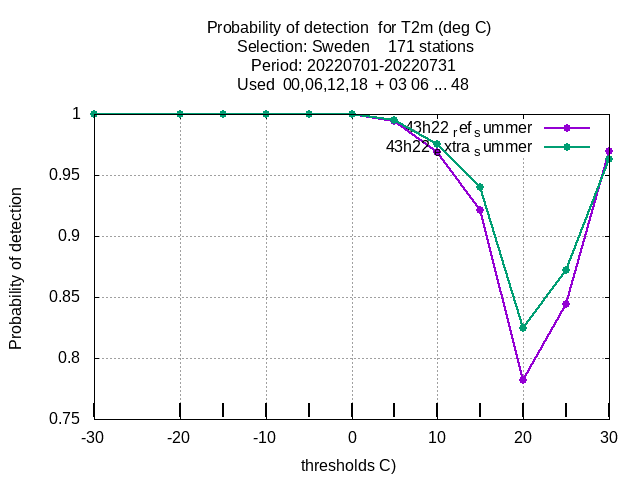 Probability of detection for T2m (deg C)
Selection: Sweden 171 stations
Period: 20220701-20220731
Used 00,06,12,18 + 03 06 ... 48
43h22 ref summer
43h22 extra summer
1
0.95
0.9
0.85
0.8
0.75
-30
-20
-10
0
10
20
30
Probability of detection
thresholds C)